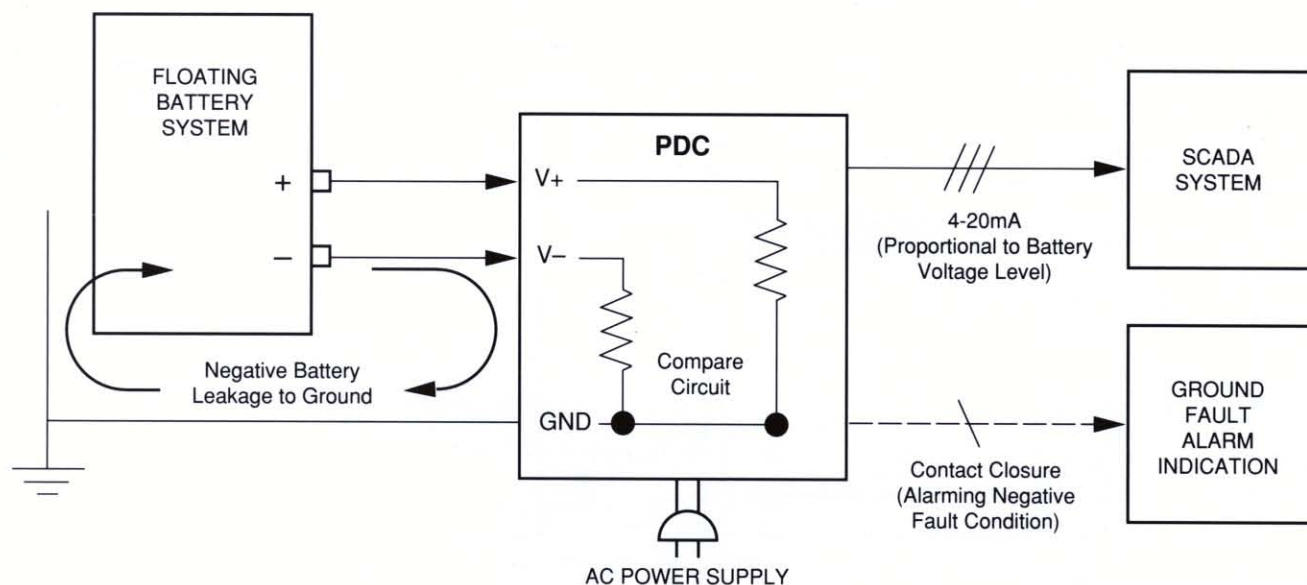 FLOATING
BATTERY
SYSTEM
+
−
Negative Battery
Leakage to Ground
PDC
V+
V−
Compare
Circuit
GND
AC POWER SUPPLY
4-20mA
(Proportional to Battery
Voltage Level)
SCADA
SYSTEM
Contact Closure
(Alarming Negative
Fault Condition)
GROUND
FAULT
ALARM
INDICATION